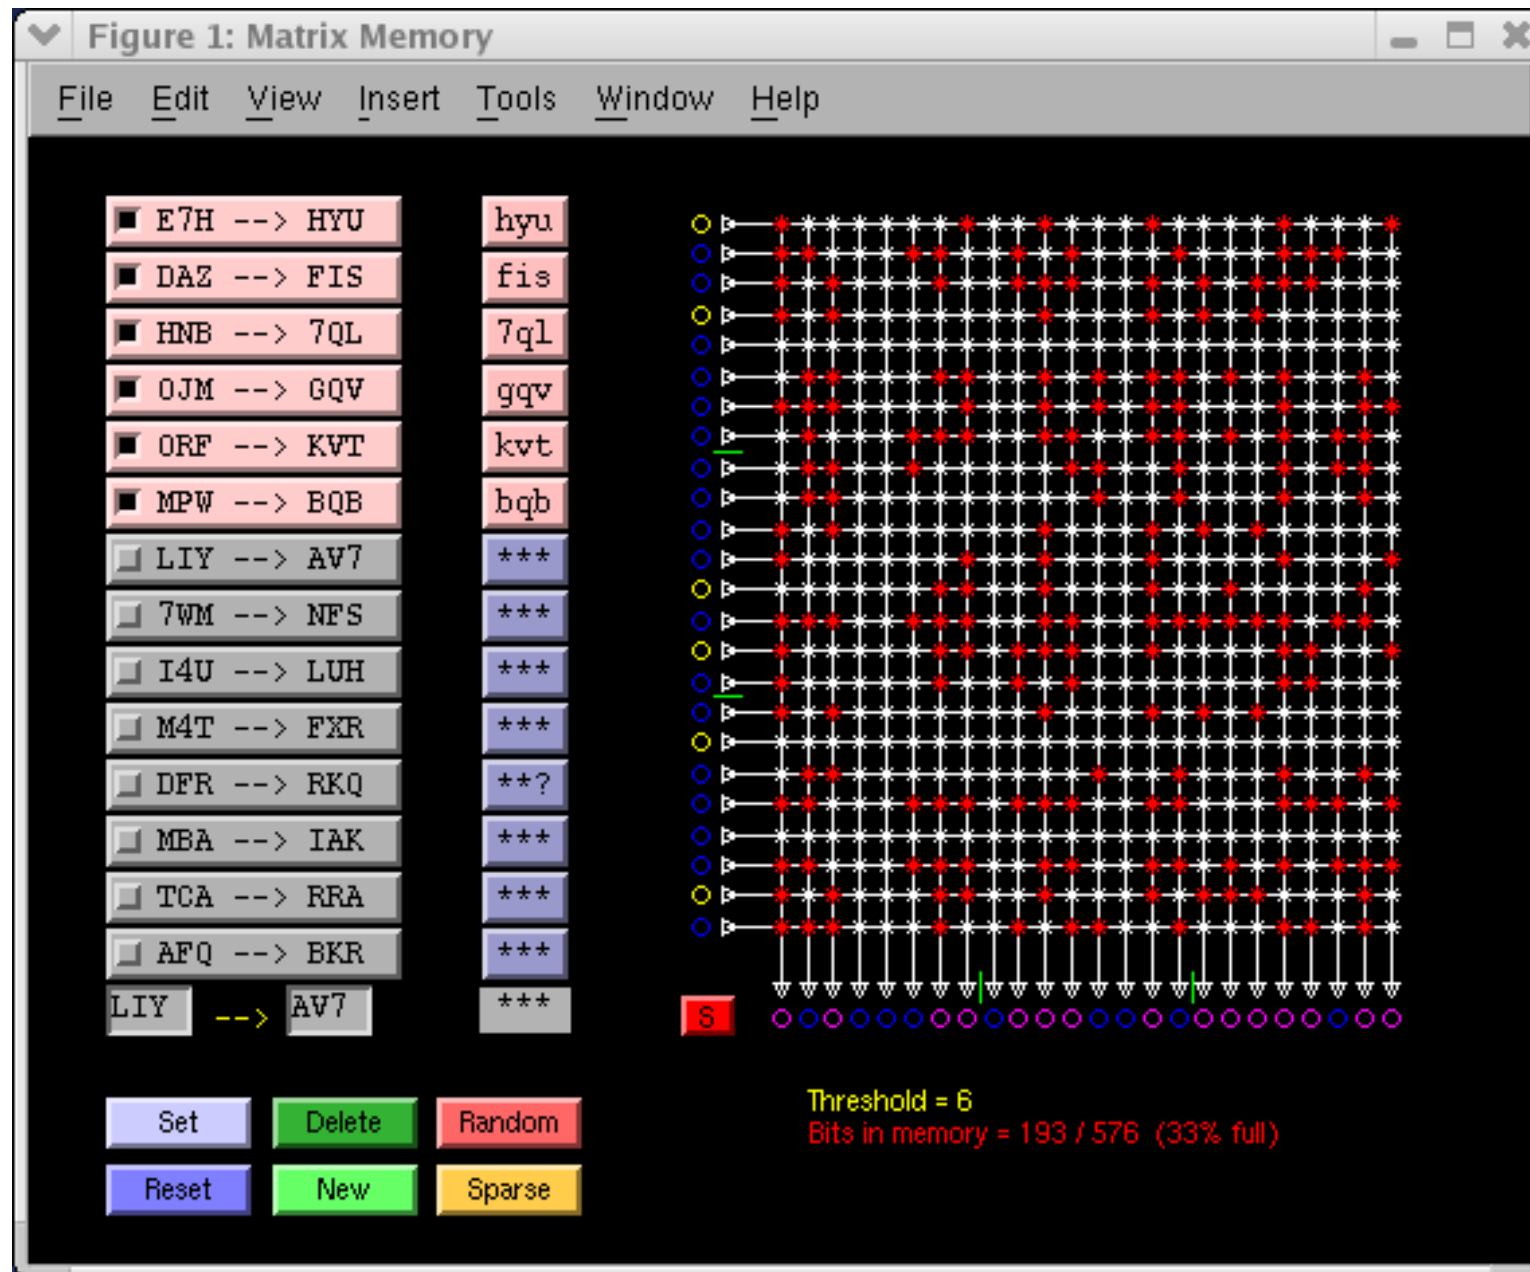 Figure 1: Matrix Memory
File Edit View Insert Tools Window Help
E7H --> HYU hyu
DAZ --> FIS fis
HNB --> 7QL 7ql
OJM --> GQV gqv
ORF --> KVT kvt
MPW --> BQB bqb
LIY --> AV7 ***
7WM --> NFS ***
I4U --> LUH ***
M4T --> FXR ***
DFR --> RKQ **?
MBA --> IAK ***
TCA --> RRA ***
AFQ --> BKR ***
LIY --> AV7 *** S
Set Delete Random
Threshold = 6
Bits in memory = 193 / 576 (33% full)
Reset New Sparse